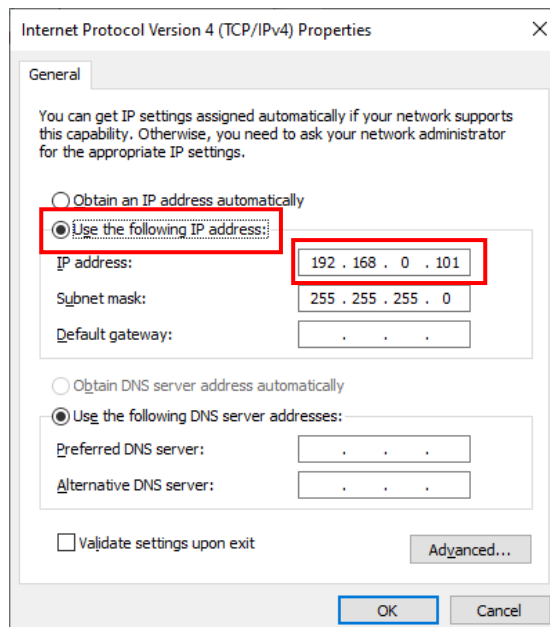 Internet Protocol Version 4 (TCP/IPv4) Properties
General
You can get IP settings assigned automatically if your network supports
this capability. Otherwise, you need to ask your network administrator
for the appropriate IP settings.
Obtain an IP address automatically
Use the following IP address:
IP address: 192 . 168 . 0 . 101
Subnet mask: 255 . 255 . 255 . 0
Default gateway: . . .
Obtain DNS server address automatically
Use the following DNS server addresses:
Preferred DNS server: . . .
Alternative DNS server: . . .
Validate settings upon exit
Advanced...
OK Cancel